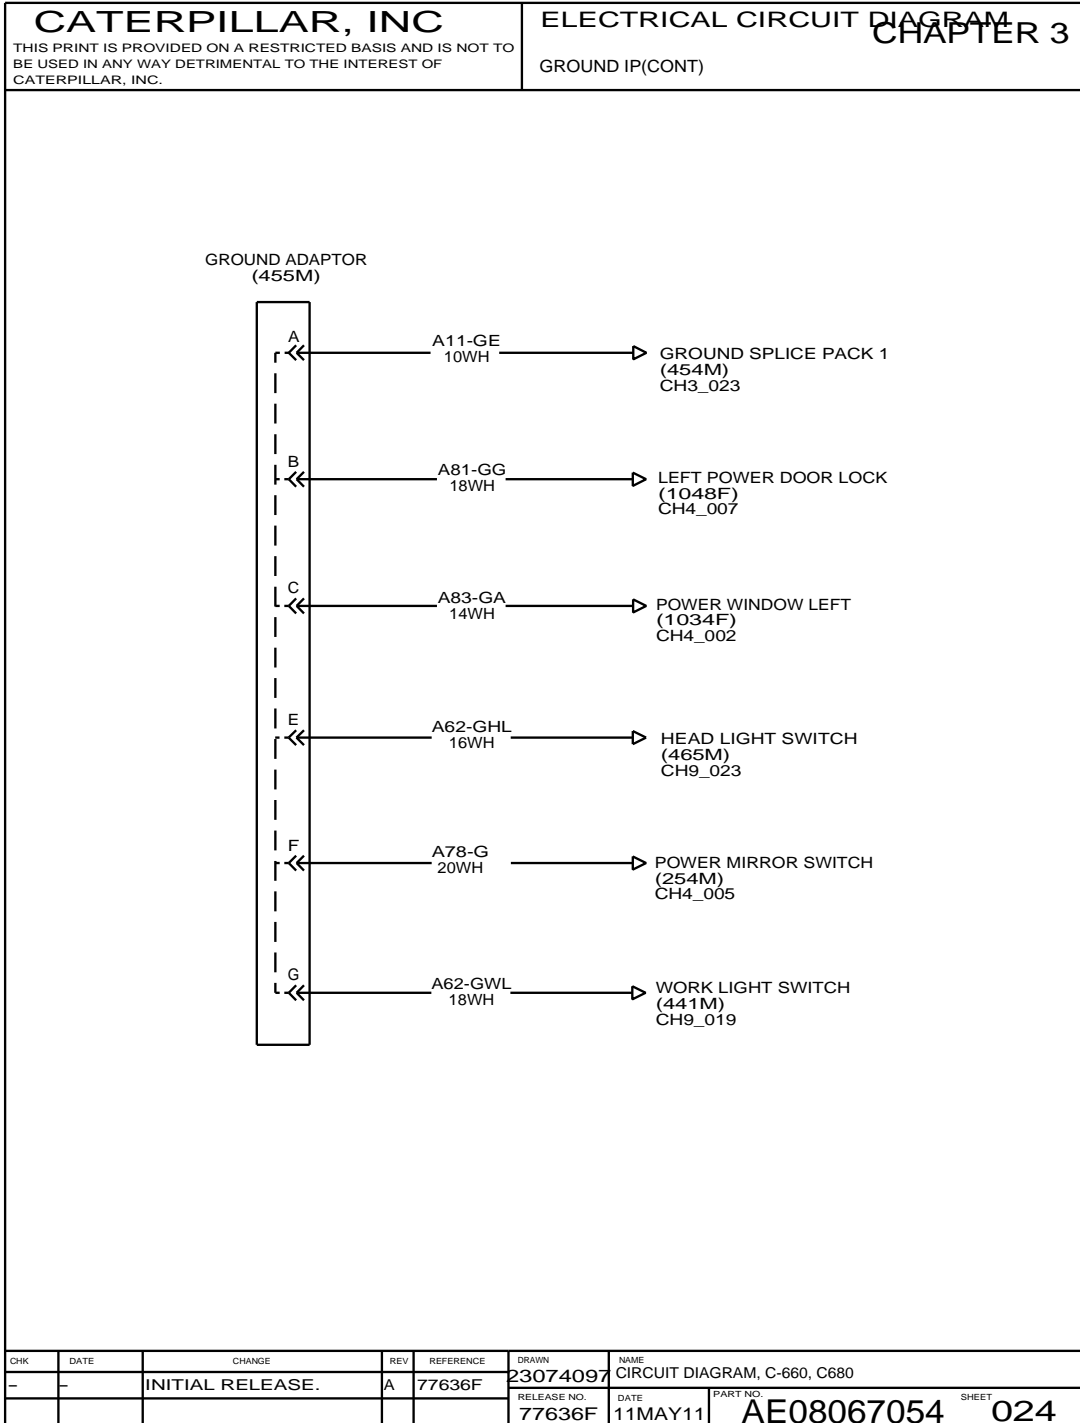 CATERPILLAR, INC
THIS PRINT IS PROVIDED ON A RESTRICTED BASIS AND IS NOT TO
BE USED IN ANY WAY DETRIMENTAL TO THE INTEREST OF
CATERPILLAR, INC.
ELECTRICAL CIRCUIT DIAGRAM
CHAPTER 3
GROUND IP(CONT)
GROUND ADAPTOR
(455M)
A
A11-GE
10WH
GROUND SPLICE PACK 1
(454M)
CH3_023
B
A81-GG
18WH
LEFT POWER DOOR LOCK
(1048F)
CH4_007
C
A83-GA
14WH
POWER WINDOW LEFT
(1034F)
CH4_002
E
A62-GHL
16WH
HEAD LIGHT SWITCH
(465M)
CH9_023
F
A78-G
20WH
POWER MIRROR SWITCH
(254M)
CH4_005
G
A62-GWL
18WH
WORK LIGHT SWITCH
(441M)
CH9_019
CHK DATE CHANGE REV REFERENCE
– – INITIAL RELEASE. A 77636F
DRAWN
23074097
NAME
CIRCUIT DIAGRAM, C-660, C680
RELEASE NO.
77636F
DATE
11MAY11
PART NO.
AE08067054
SHEET
024